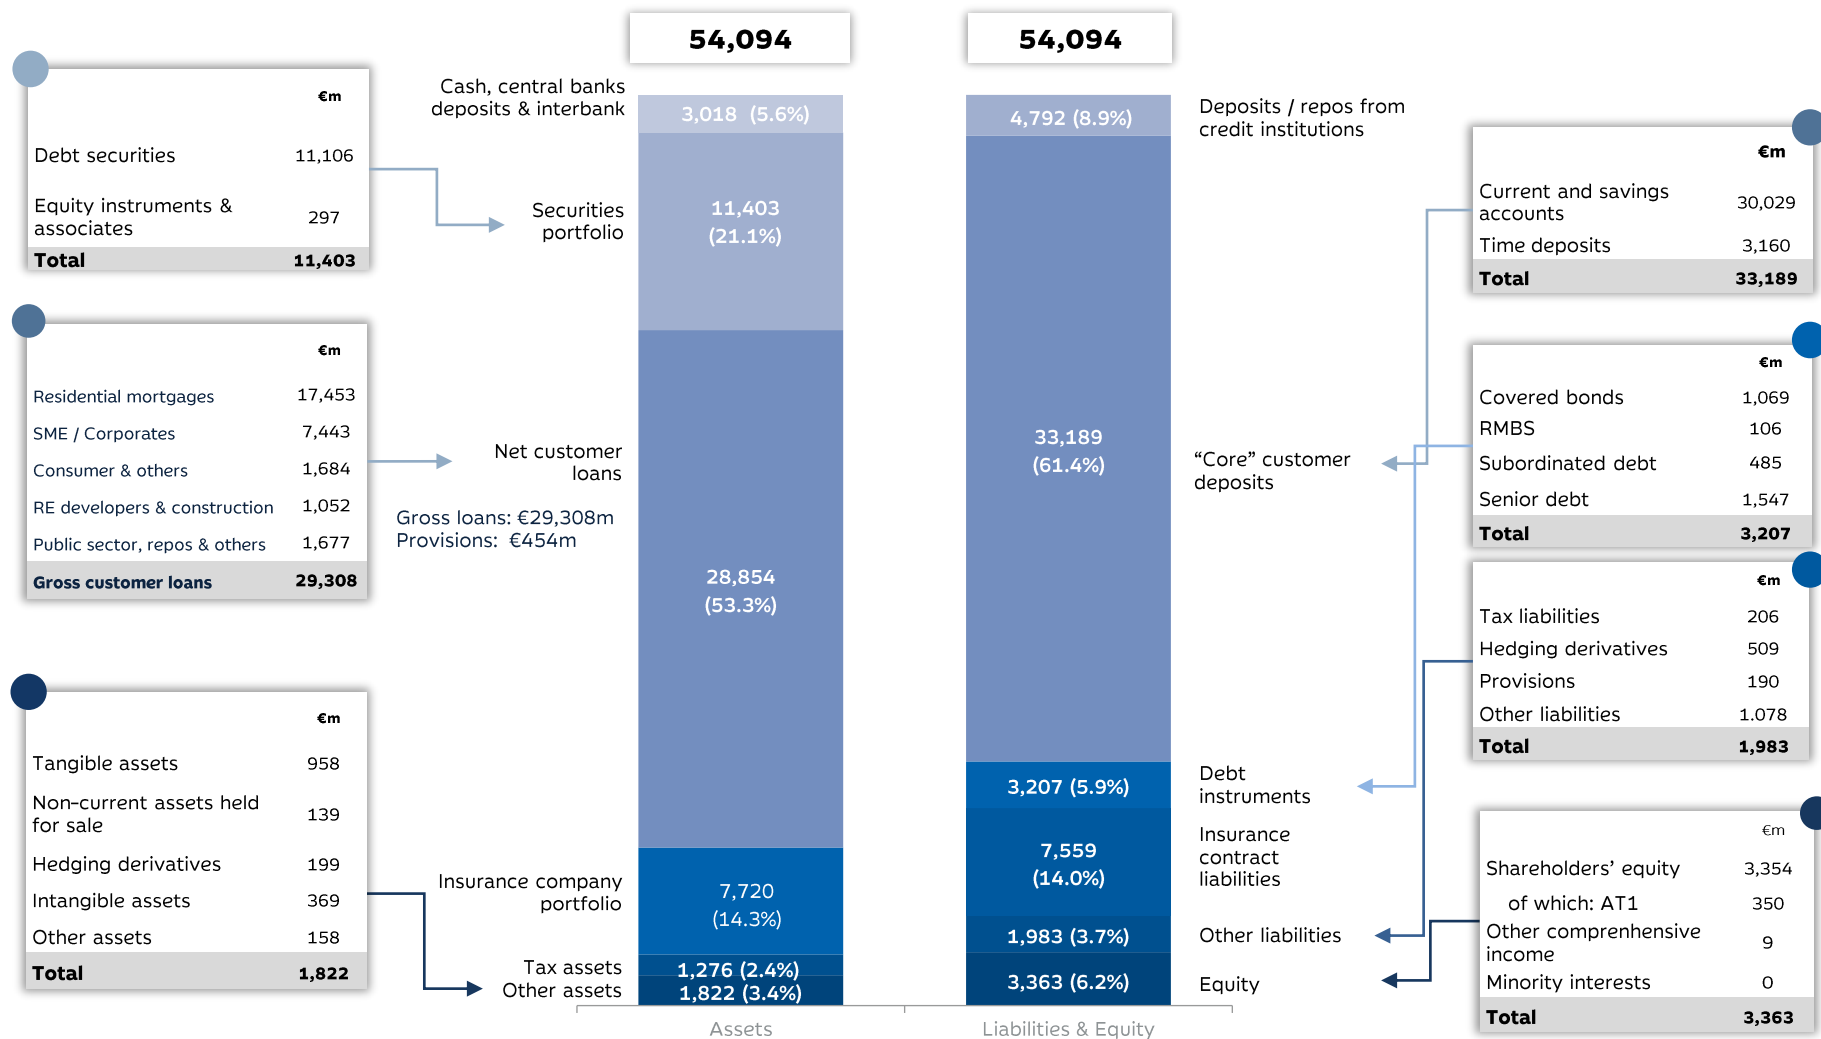 54,094
54,094
€m
Debt securities 11,106
Equity instruments &
associates 297
Total 11,403
€m
Residential mortgages 17,453
SME / Corporates 7,443
Consumer & others 1,684
RE developers & construction 1,052
Public sector, repos & others 1,677
Gross customer loans 29,308
€m
Tangible assets 958
Non-current assets held
for sale 139
Hedging derivatives 199
Intangible assets 369
Other assets 158
Total 1,822
Cash, central banks
deposits & interbank
Securities
portfolio
Net customer
loans
Gross loans: €29,308m
Provisions: €454m
Insurance company
portfolio
Tax assets
Other assets
3,018 (5.6%)
11,403
(21.1%)
28,854
(53.3%)
7,720
(14.3%)
1,276 (2.4%)
1,822 (3.4%)
Assets
4,792 (8.9%)
33,189
(61.4%)
3,207 (5.9%)
7,559
(14.0%)
1,983 (3.7%)
3,363 (6.2%)
Liabilities & Equity
Deposits / repos from
credit institutions
“Core” customer
deposits
Debt
instruments
Insurance
contract
liabilities
Other liabilities
Equity
€m
Current and savings
accounts 30,029
Time deposits 3,160
Total 33,189
€m
Covered bonds 1,069
RMBS 106
Subordinated debt 485
Senior debt 1,547
Total 3,207
€m
Tax liabilities 206
Hedging derivatives 509
Provisions 190
Other liabilities 1.078
Total 1,983
€m
Shareholders’ equity 3,354
of which: AT1 350
Other comprenhensive
income 9
Minority interests 0
Total 3,363